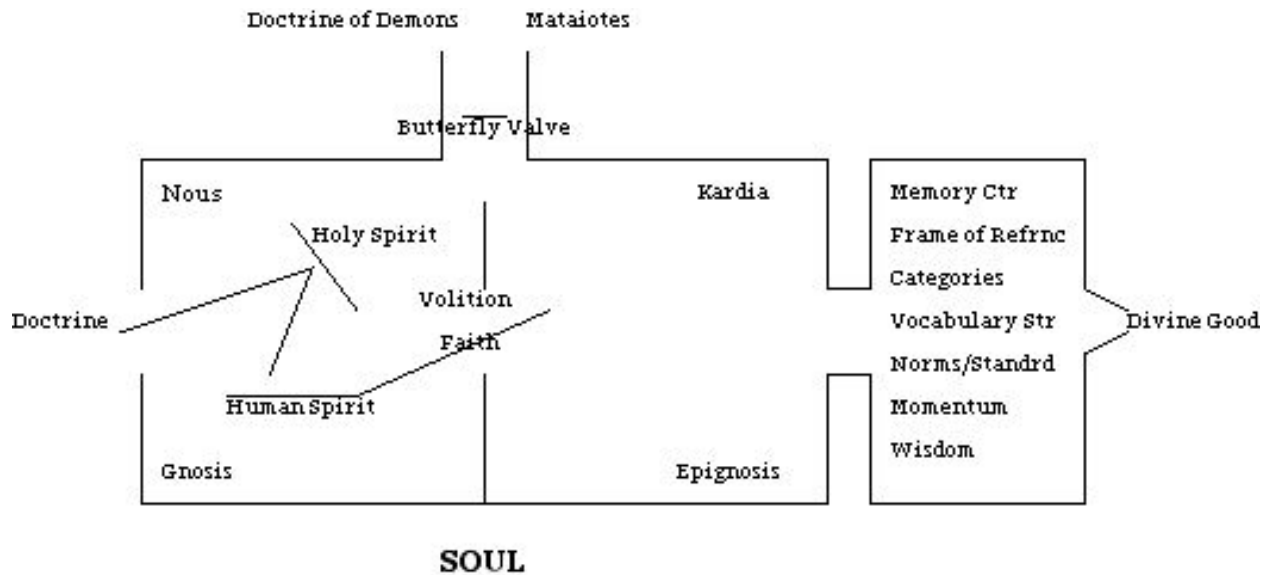 Doctrine of Demons
Mataiotes
Butterfly Valve
Nous
Kardia
Holy Spirit
Volition
Doctrine
Faith
Human Spirit
Gnosis
Epignosis
Memory Ctr
Frame of Refrnc
Categories
Vocabulary Str
Norms/Standrd
Momentum
Wisdom
Divine Good
SOUL